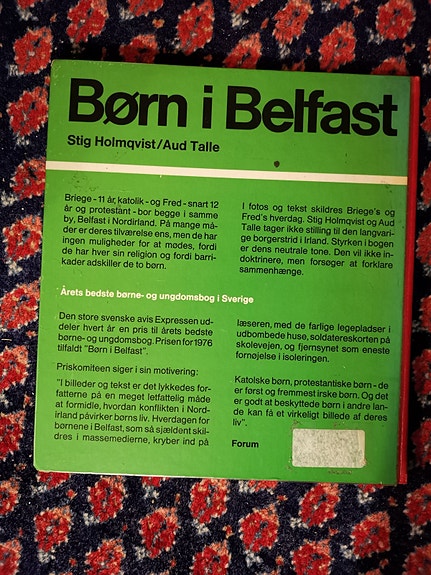 Børn i Belfast
Stig Holmqvist/Aud Talle
Briege - 11 år, katolik - og Fred - snart 12
år og protestant - bor begge i samme
by, Belfast i Nordirland. På mange må-
der er deres tilværelse ens, men de har
ingen muligheder for at mødes, fordi
de har hver sin religion og fordi barri-
kader adskiller de to børn.
I fotos og tekst skildres Briege's og
Fred's hverdag. Stig Holmqvist og Aud
Talle tager ikke stilling til den langvari-
ge borgerstrid i Irland. Styrken i bogen
er dens neutrale tone. Den vil ikke in-
doktrinere, men forsøger at forklare
sammenhænge.
Årets bedste børne- og ungdomsbog i Sverige
Den store svenske avis Expressen ud-
deler hvert år en pris til årets bedste
børne- og ungdomsbog. Prisen for 1976
tilfaldt "Børn i Belfast".
Priskomiteen siger i sin motivering:
"I billeder og tekst er det lykkedes for-
fatterne på en meget letfattelig måde
at formidle, hvordan konflikten i Nord-
irland påvirker børns liv. Hverdagen for
børnene i Belfast, som så sjældent skil-
dres i massemedierne, kryber ind på
læseren, med de farlige legepladser i
udbombede huse, soldatereskorten på
skolevejen, og fjernsynet som eneste
fornøjelse i isoleringen.
Katolske børn, protestantiske børn - de
er først og fremmest irske børn. Og det
er godt at beskyttede børn i andre lan-
de kan få et virkeligt billede af deres
liv".
Forum